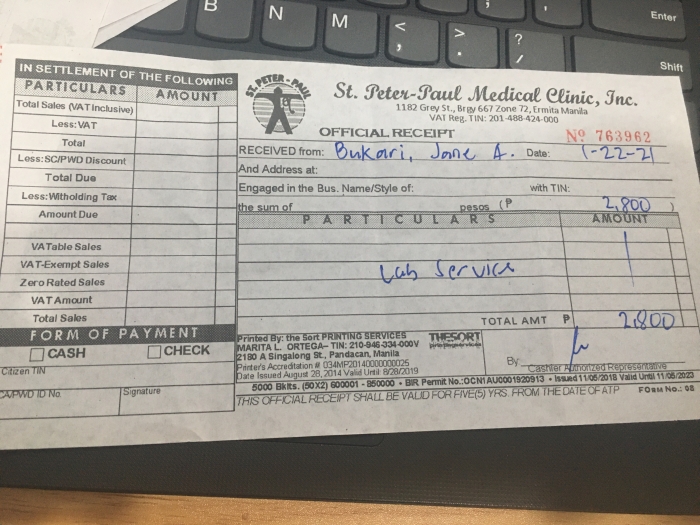 B N M < , > . ; ? / Enter
Shift
IN SETTLEMENT OF THE FOLLOWING
PARTICULARS AMOUNT
Total Sales (VAT Inclusive)
Less: VAT
Total
Less: SC/PWD Discount
Total Due
Less: Witholding Tax
Amount Due
VATable Sales
VAT-Exempt Sales
Zero Rated Sales
VAT Amount
Total Sales
FORM OF PAYMENT
CASH CHECK
Citizen TIN
CA/PWD ID No. Signature
ST. PETER-PAUL
St. Peter-Paul Medical Clinic, Inc.
1182 Grey St., Brgy 667 Zone 72, Ermita Manila
VAT Reg. TIN: 201-488-424-000
OFFICIAL RECEIPT Nº 763962
RECEIVED from: Bukari, Jane A. Date: 1-22-21
And Address at:
Engaged in the Bus. Name/Style of: with TIN:
the sum of pesos (₱ 2,800 )
PARTICULARS AMOUNT
Lab Service
TOTAL AMT ₱ 2,800
Printed By: the Sort PRINTING SERVICES THE SORT
MARITA L. ORTEGA- TIN: 210-946-334-000V
2180 A Singalong St., Pandacan, Manila
Printer's Accreditation # 034MP20140000000025
Date Issued August 28, 2014 Valid Until 8/28/2019
By Cashier Authorized Representative
5000 Bklts. (50X2) 600001 - 850000 • BIR Permit No.:OCN1AU0001920913 • Issued 11/06/2018 Valid Until 11/05/2023
THIS OFFICIAL RECEIPT SHALL BE VALID FOR FIVE(5) YRS. FROM THE DATE OF ATP FORM NO.: 08